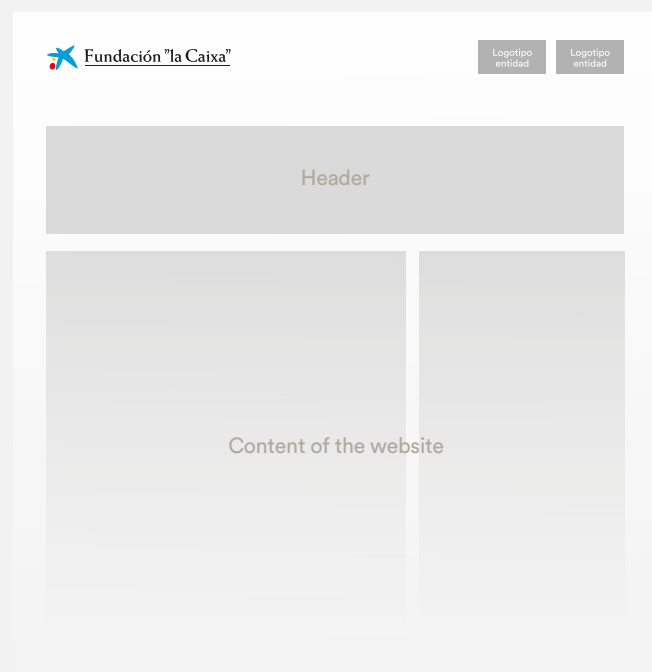 Fundación ”la Caixa”
Logotipo
entidad
Logotipo
entidad
Header
Content of the website